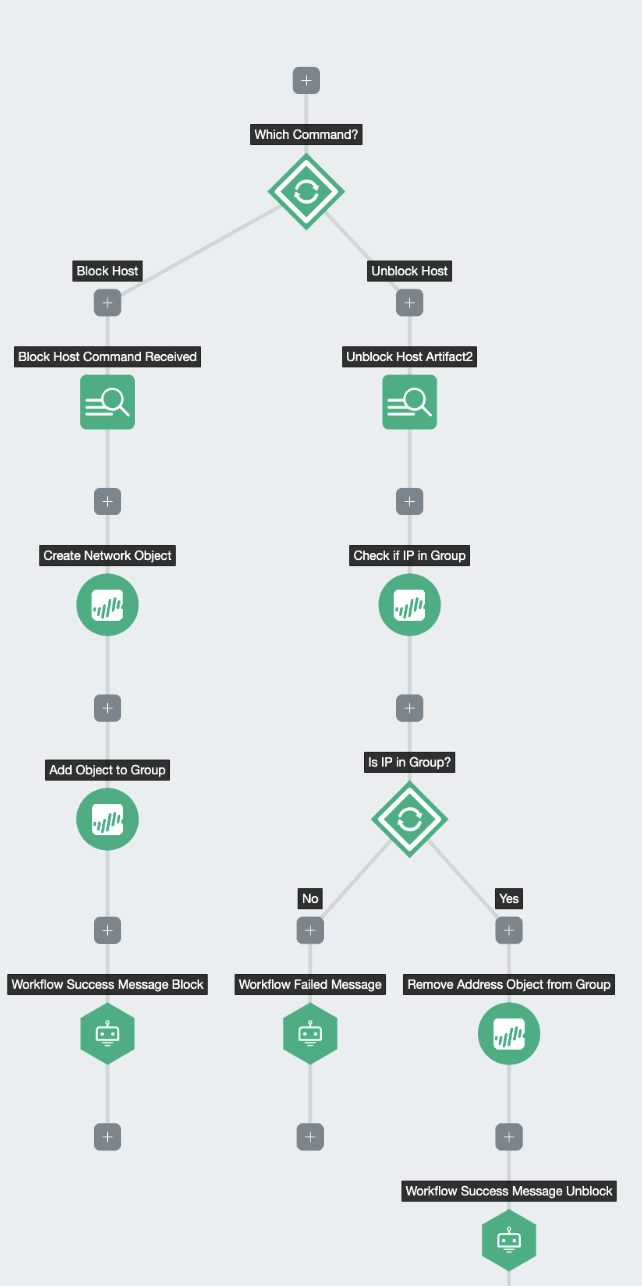 Which Command?
Block Host
Unblock Host
Block Host Command Received
Unblock Host Artifact2
Create Network Object
Check if IP in Group
Add Object to Group
Is IP in Group?
No
Yes
Workflow Success Message Block
Workflow Failed Message
Remove Address Object from Group
Workflow Success Message Unblock